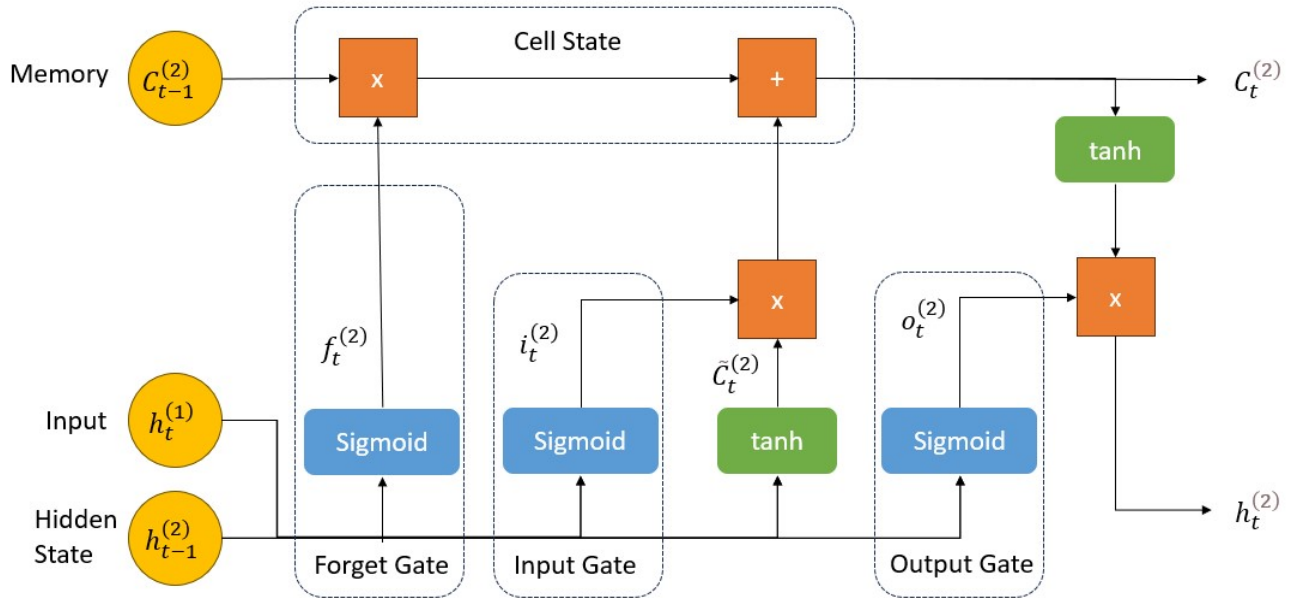 Cell State
Memory
C_{t-1}^{(2)}
x
+
C_t^{(2)}
tanh
f_t^{(2)}
i_t^{(2)}
x
C̃_t^{(2)}
o_t^{(2)}
x
Input
h_t^{(1)}
Sigmoid
Sigmoid
tanh
Sigmoid
Hidden
State
h_{t-1}^{(2)}
h_t^{(2)}
Forget Gate
Input Gate
Output Gate